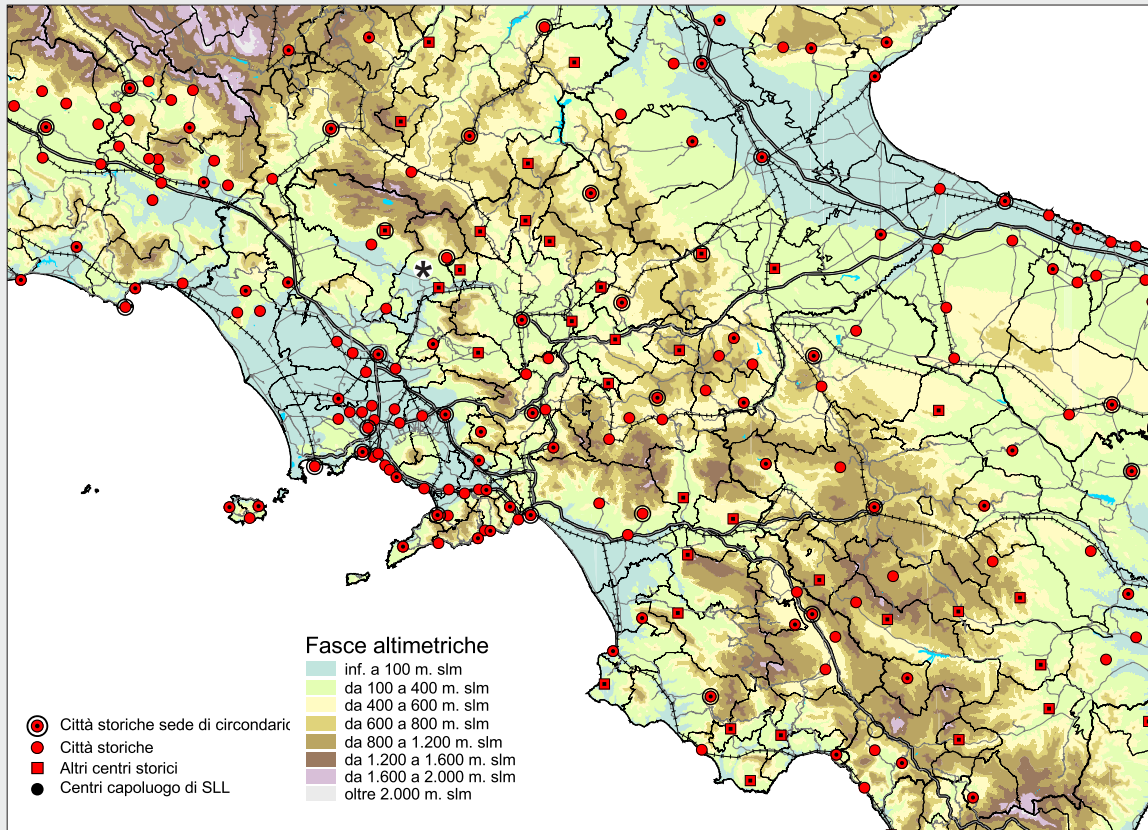 *
Fasce altimetriche
inf. a 100 m. slm
da 100 a 400 m. slm
da 400 a 600 m. slm
da 600 a 800 m. slm
da 800 a 1.200 m. slm
da 1.200 a 1.600 m. slm
da 1.600 a 2.000 m. slm
oltre 2.000 m. slm
Città storiche sede di circondaric
Città storiche
Altri centri storici
Centri capoluogo di SLL